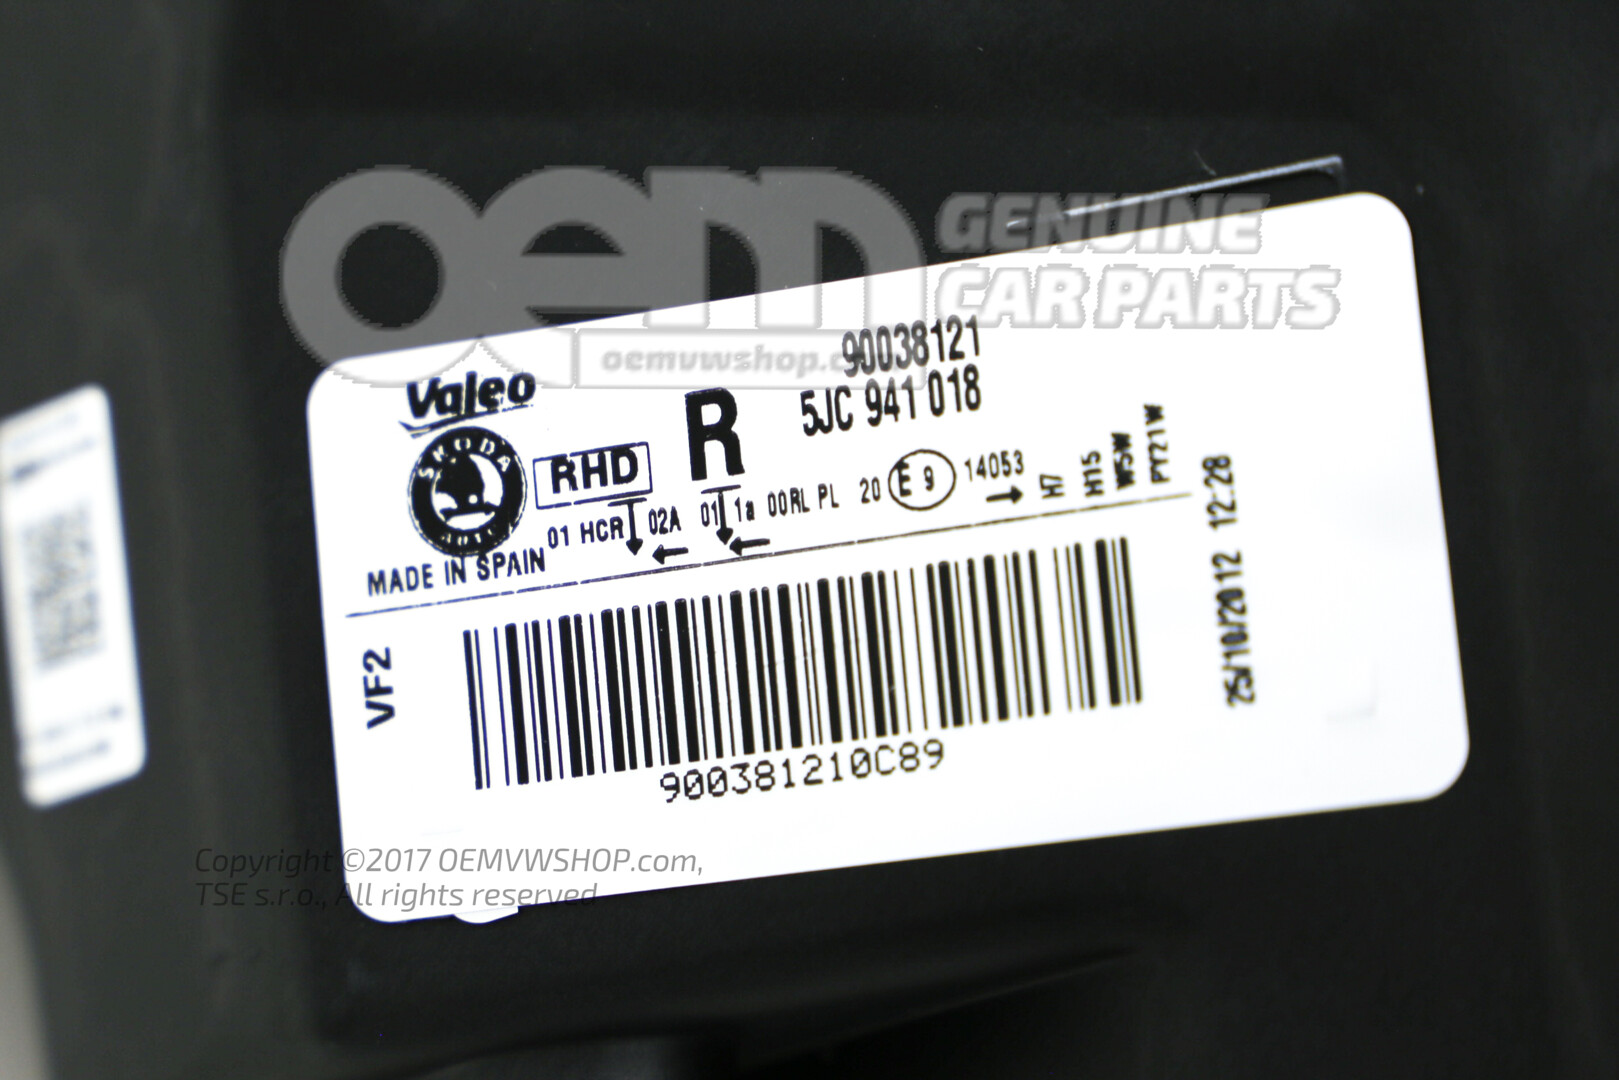 oem GENUINE
CAR PARTS
oemvwshop.com
90038121
Valeo
R 5JC 941 018
SKODA
AUTO
RHD
01 HCR 02A 01 1a 00RL PL 20 E 9 14053 → H7 H15 W5W PY21W
MADE IN SPAIN
VF2
25/10/2012 12:28
900381210C89
Copyright ©2017 OEMVWSHOP.com,
TSE s.r.o., All rights reserved